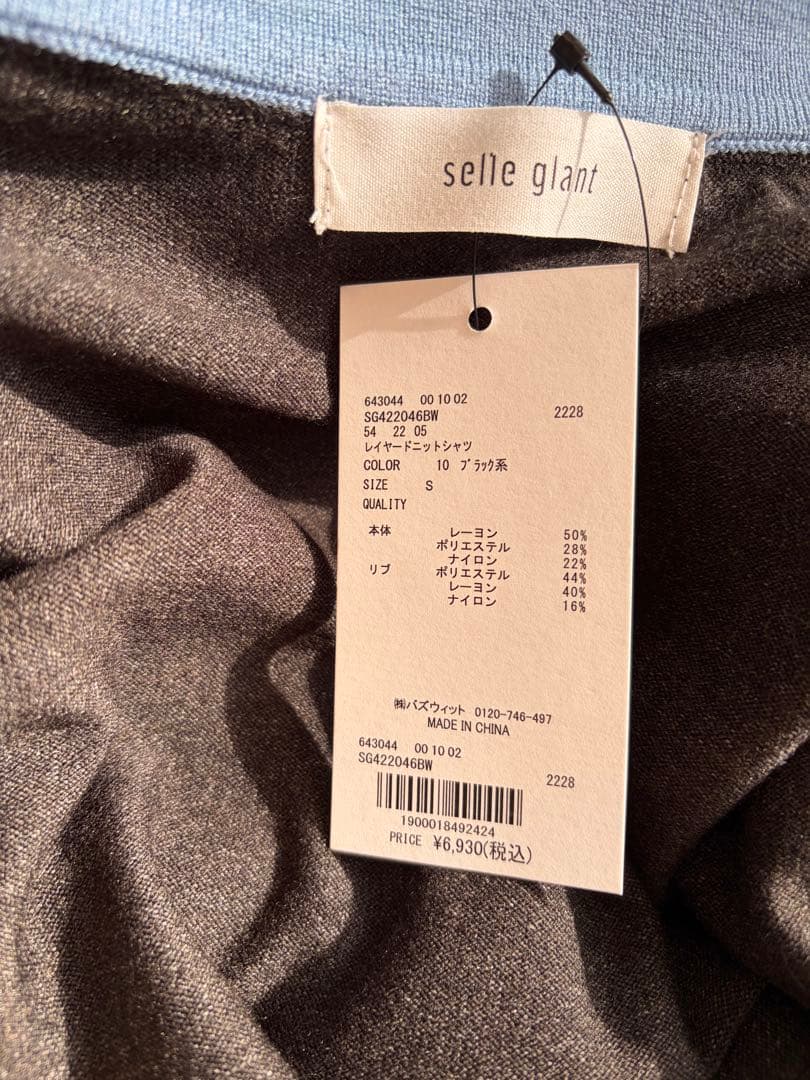 selle glant
643044 00 10 02
SG422046BW 2228
54 22 05
レイヤードニットシャツ
COLOR 10 ブラック系
SIZE S
QUALITY
本体 レーヨン 50%
ポリエステル 28%
ナイロン 22%
リブ ポリエステル 44%
レーヨン 40%
ナイロン 16%
㈱バズウィット 0120-746-497
MADE IN CHINA
643044 00 10 02
SG422046BW 2228
1900018492424
PRICE ¥6,930(税込)